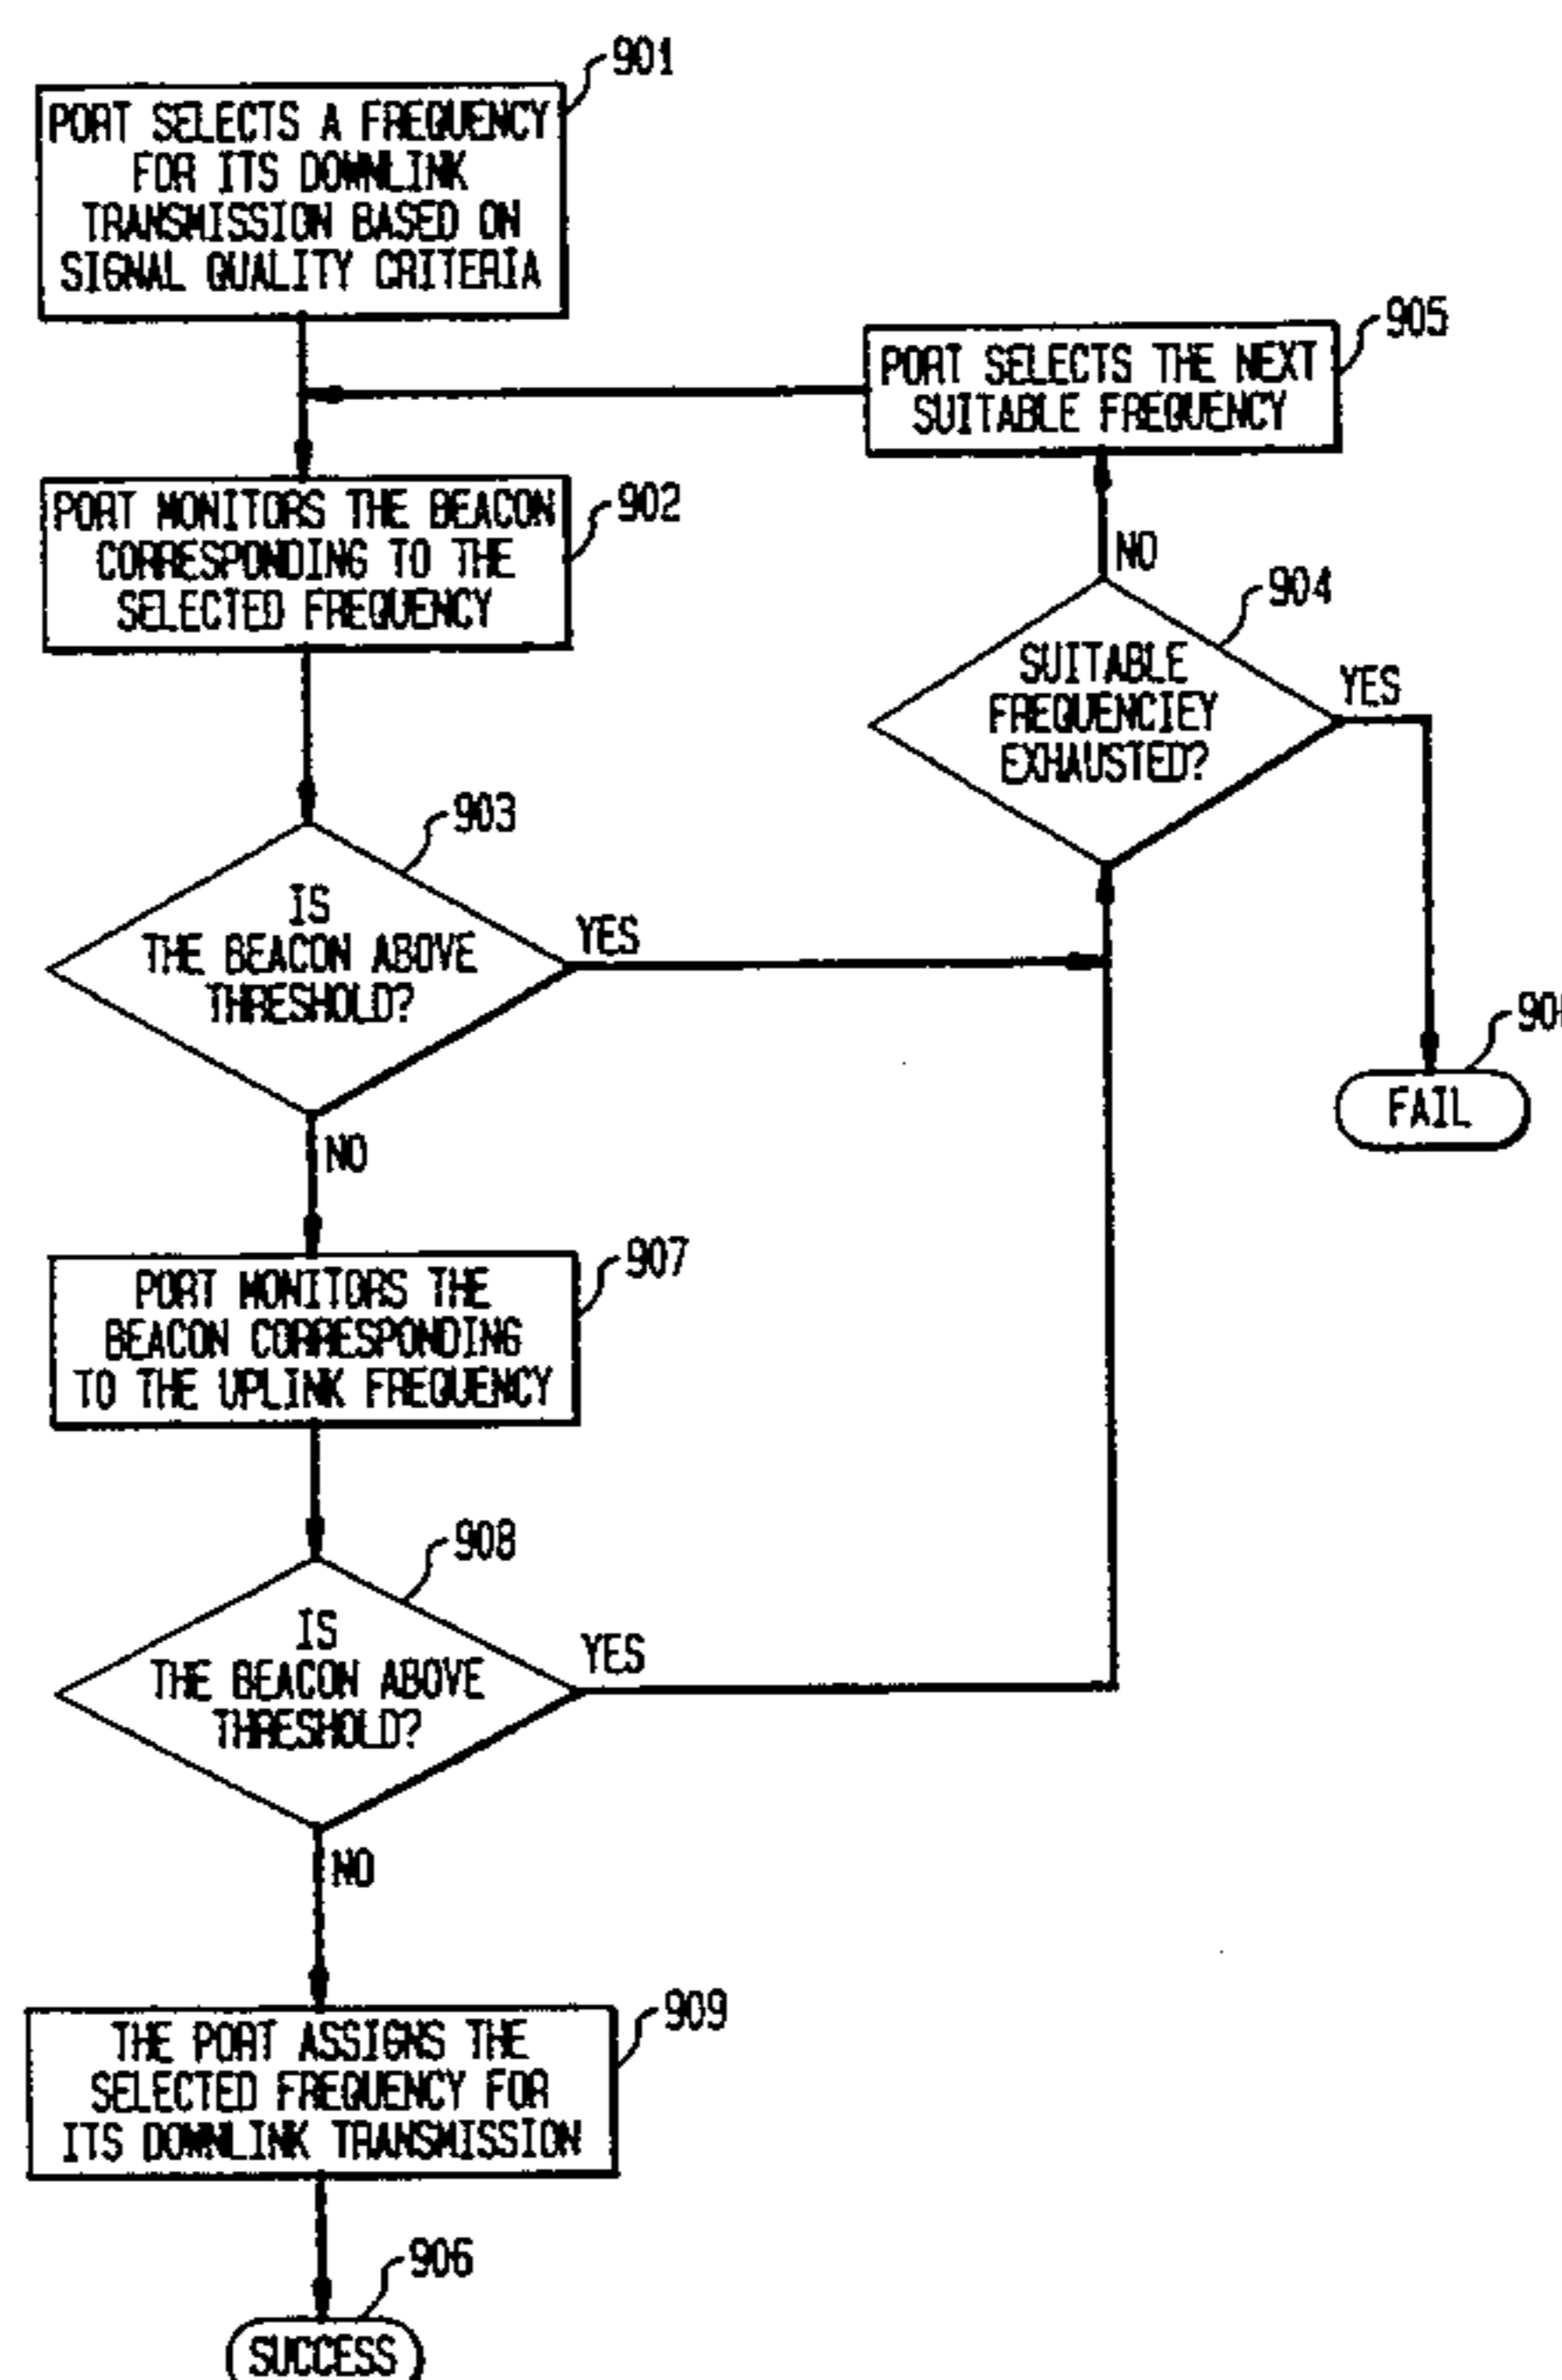 901
PORT SELECTS A FREQUENCY
FOR ITS DOWNLINK
TRANSMISSION BASED ON
SIGNAL QUALITY CRITERIA
905
PORT SELECTS THE NEXT
SUITABLE FREQUENCY
902
PORT MONITORS THE BEACON
CORRESPONDING TO THE
SELECTED FREQUENCY
NO
904
SUITABLE
FREQUENCIEY
EXHAUSTED?
YES
903
IS
THE BEACON ABOVE
THRESHOLD?
YES
NO
FAIL
907
PORT MONITORS THE
BEACON CORRESPONDING
TO THE UPLINK FREQUENCY
908
IS
THE BEACON ABOVE
THRESHOLD?
YES
NO
909
THE PORT ASSIGNS THE
SELECTED FREQUENCY FOR
ITS DOWNLINK TRANSMISSION
906
SUCCESS